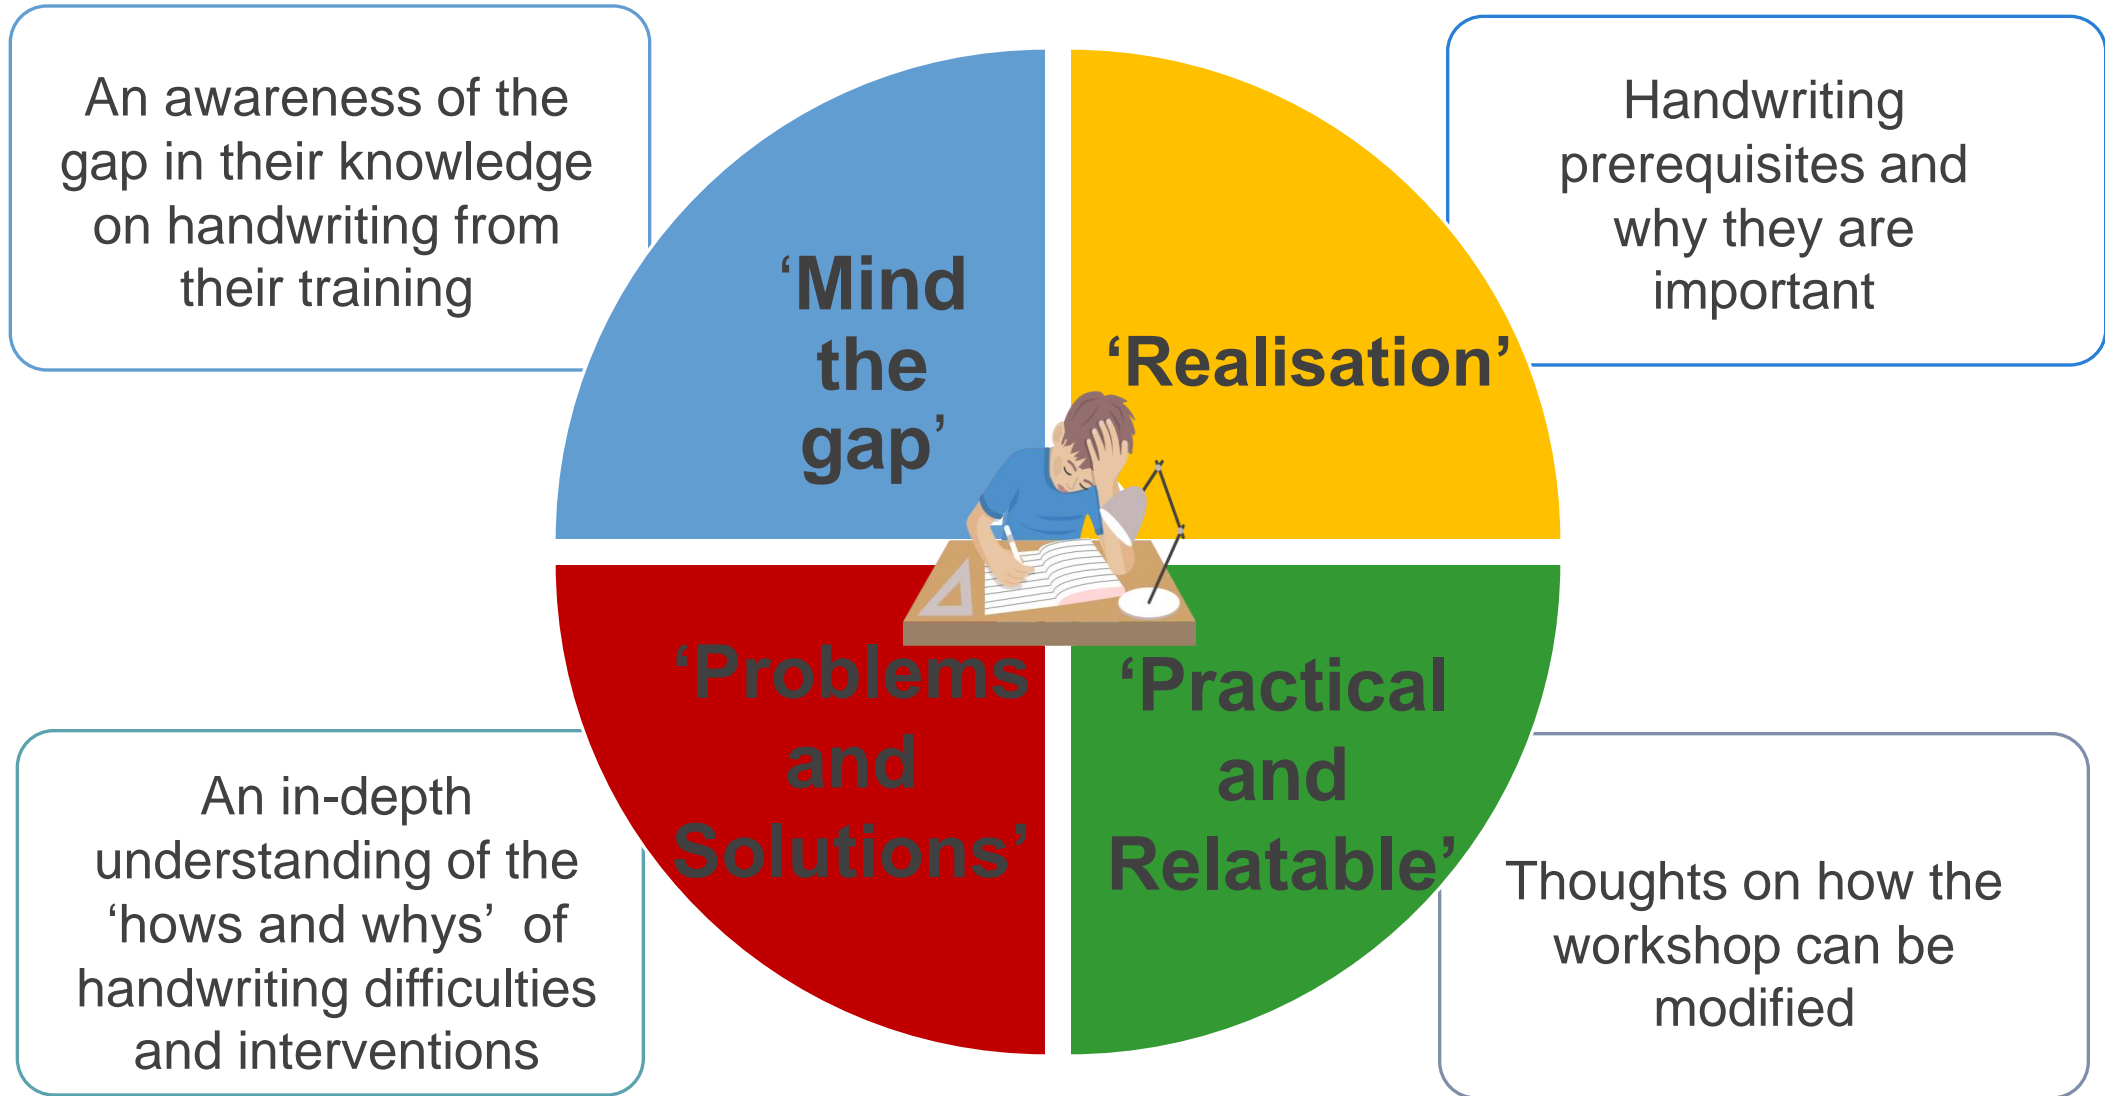 An awareness of the
gap in their knowledge
on handwriting from
their training
‘Mind
the
gap’
‘Realisation’
Handwriting
prerequisites and
why they are
important
An in-depth
understanding of the
‘hows and whys’  of
handwriting difficulties
and interventions
‘Problems
and
Solutions’
‘Practical
and
Relatable’
Thoughts on how the
workshop can be
modified